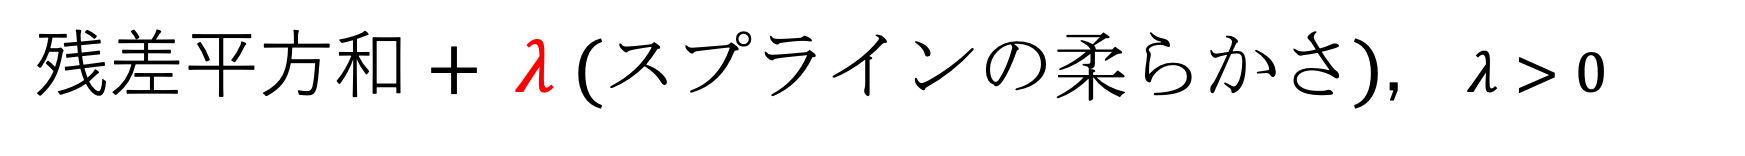 残差平方和 + λ (スプラインの柔らかさ), λ > 0